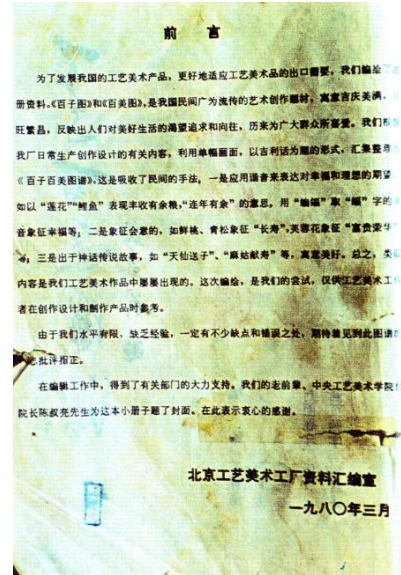 前言
为了发展我国的工艺美术产品，更好地适应工艺美术品的出口需要，我们编绘了这
册资料。《百子图》和《百美图》，是我国民间广为流传的艺术创作题材，寓意吉庆美满、
旺繁昌，反映出人们对美好生活的渴望追求和向往，历来为广大群众所喜爱。我们根据
我厂日常生产创作设计的有关内容，利用单幅画面，以吉利话为题的形式，汇集整理
《百子百美图谱》。这是吸收了民间的手法，一是应用谐音来表达对幸福和理想的期望，
如以“莲花”“鲤鱼”表现丰收有余粮，“连年有余”的意思。用“蝙蝠”取“蝠”字的
音象征幸福等；二是象征会意的，如鲜桃、青松象征“长寿”，芙蓉花象征“富贵荣华”
等；三是出于神话传说故事，如“天仙送子”、“麻姑献寿”等，寓意美好。总之，类似
内容是我们工艺美术作品中屡屡出现的。这次编绘，是我们的尝试，仅供工艺美术工作
者在创作设计和制作产品时参考。
由于我们水平有限，缺乏经验，一定有不少缺点和错误之处，期待着见到此图谱的
批评指正。
在编辑工作中，得到了有关部门的大力支持。我们的老前辈、中央工艺美术学院
院长陈叔亮先生为这本小册子题了封面。在此表示衷心的感谢。
北京工艺美术工厂资料汇编室
一九八〇年三月